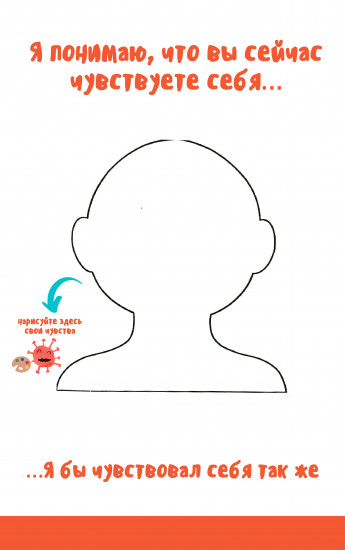 Я понимаю, что вы сейчас
чувствуете себя...
нарисуйте здесь
свои чувства
...Я бы чувствовал себя так же